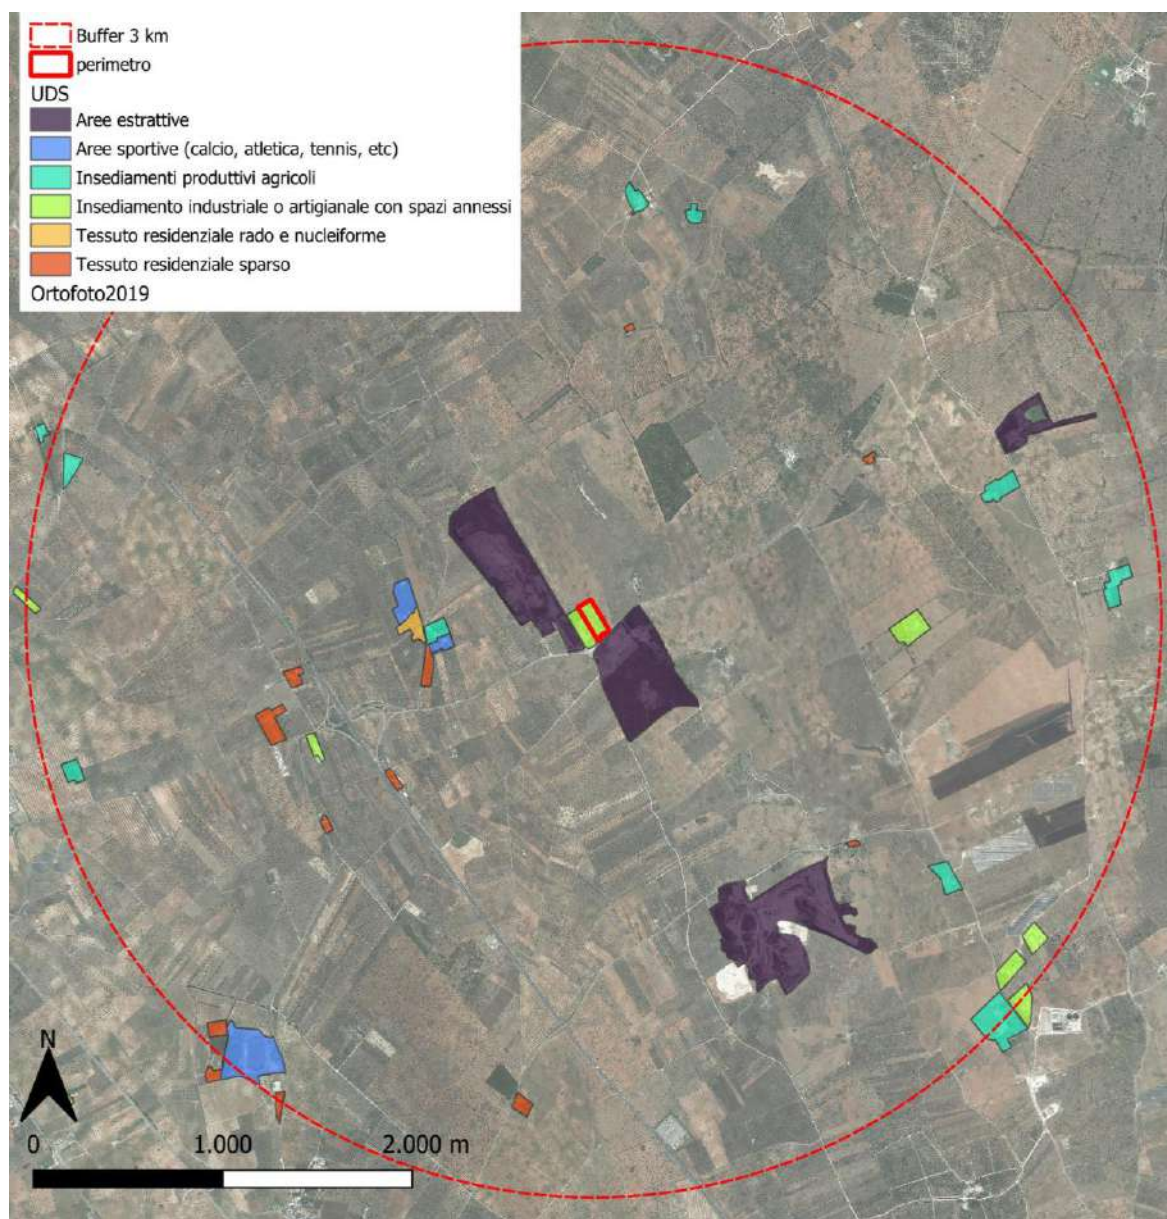 Buffer 3 km
perimetro
UDS
Aree estrattive
Aree sportive (calcio, atletica, tennis, etc)
Insediamenti produttivi agricoli
Insediamento industriale o artigianale con spazi annessi
Tessuto residenziale rado e nucleiforme
Tessuto residenziale sparso
Ortofoto2019
N
0 1.000 2.000 m